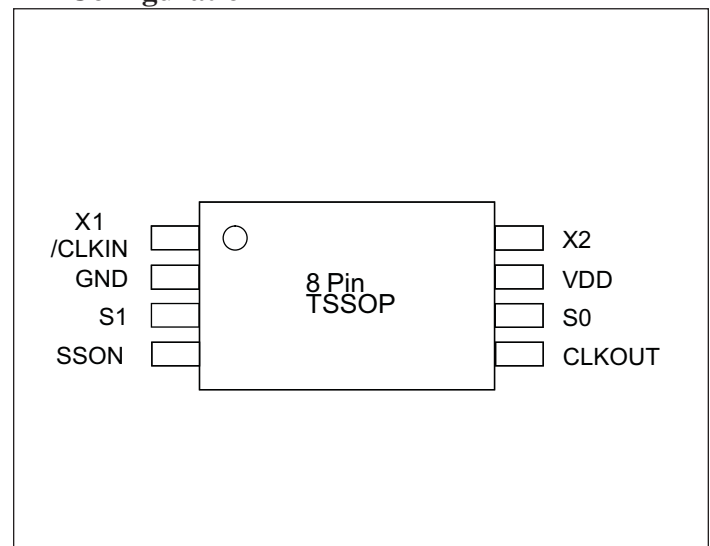 X1
/CLKIN
GND
S1
SSON
8 Pin
TSSOP
X2
VDD
S0
CLKOUT